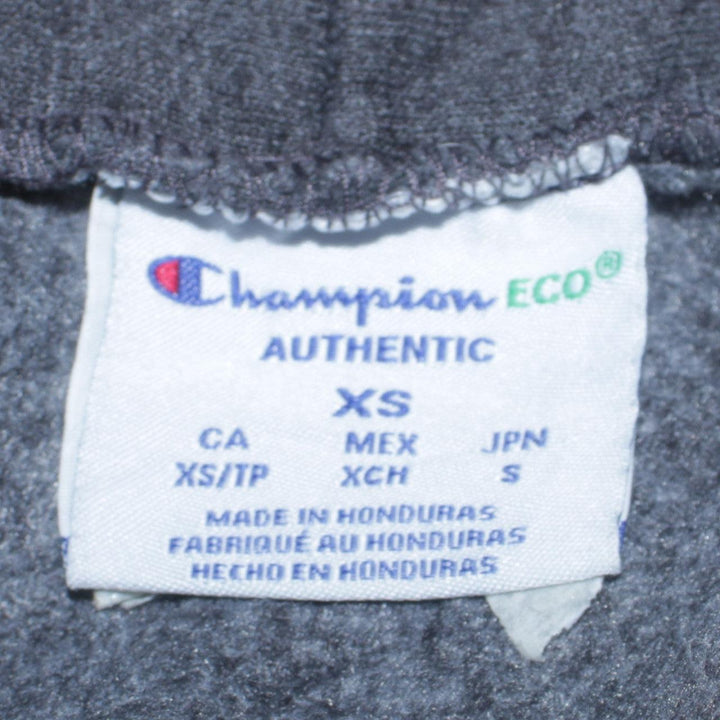 Champion ECO®
AUTHENTIC
XS
CA MEX JPN
XS/TP XCH S
MADE IN HONDURAS
FABRIQUÉ AU HONDURAS
HECHO EN HONDURAS